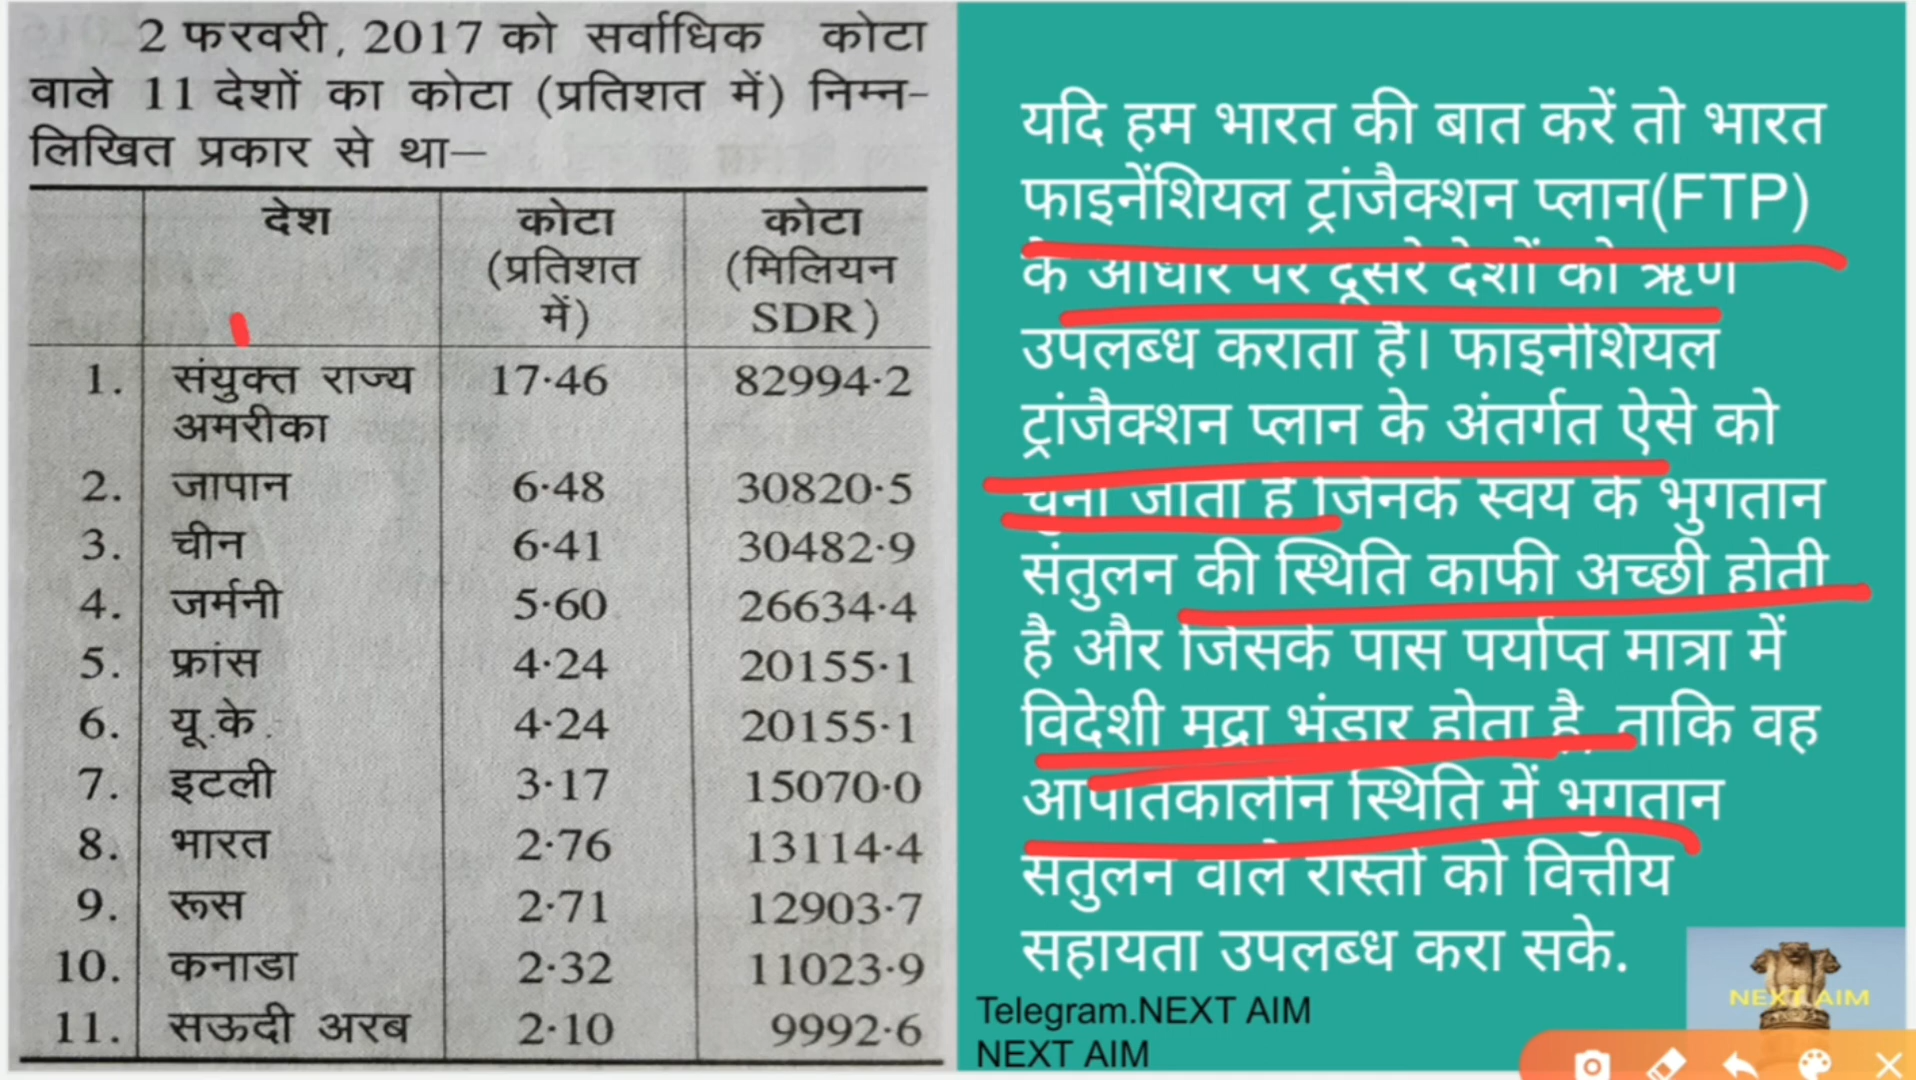 2 फरवरी, 2017 को सर्वाधिक कोटा
वाले 11 देशों का कोटा (प्रतिशत में) निम्न-
लिखित प्रकार से था—
देश कोटा (प्रतिशत में) कोटा (मिलियन SDR)
1. संयुक्त राज्य अमरीका 17·46 82994·2
2. जापान 6·48 30820·5
3. चीन 6·41 30482·9
4. जर्मनी 5·60 26634·4
5. फ्रांस 4·24 20155·1
6. यू.के. 4·24 20155·1
7. इटली 3·17 15070·0
8. भारत 2·76 13114·4
9. रूस 2·71 12903·7
10. कनाडा 2·32 11023·9
11. सऊदी अरब 2·10 9992·6
यदि हम भारत की बात करें तो भारत
फाइनेंशियल ट्रांजैक्शन प्लान(FTP)
के आधार पर दूसरे देशों को ऋण
उपलब्ध कराता है। फाइनेंशियल
ट्रांजैक्शन प्लान के अंतर्गत ऐसे को
चुना जाता है जिनके स्वयं के भुगतान
संतुलन की स्थिति काफी अच्छी होती
है और जिसके पास पर्याप्त मात्रा में
विदेशी मुद्रा भंडार होता है, ताकि वह
आपातकालीन स्थिति में भुगतान
संतुलन वाले रास्तों को वित्तीय
सहायता उपलब्ध करा सके.
Telegram.NEXT AIM
NEXT AIM
NEXT AIM